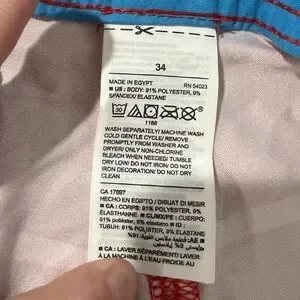 34
MADE IN EGYPT RN 54023
■ US: BODY: 91% POLYESTER, 9%
SPANDEX/ ELASTANE
WASH SEPARATELY/ MACHINE WASH
COLD GENTLE CYCLE/ REMOVE
PROMPTLY FROM WASHER AND
DRYER/ ONLY NON-CHLORINE
BLEACH WHEN NEEDED/ TUMBLE
DRY LOW/ DO NOT IRON/ DO NOT IRON
DECORATION/ DO NOT
DRY CLEAN
CA 17897
HECHO EN EGIPTO / DIBUAT DI MESIR
■ CA: CORPS: 91% POLYESTER, 9%
ÉLASTHANNE ■ CUERPO:
91% poliéster, 9% elastano ■ ID :
TUBUH: 91% POLYESTER, 9%
ELASTANE
■ CA : LAVER SÉPARÉMENT/ LAVER
À LA MACHINE À L'EAU FROIDE AU